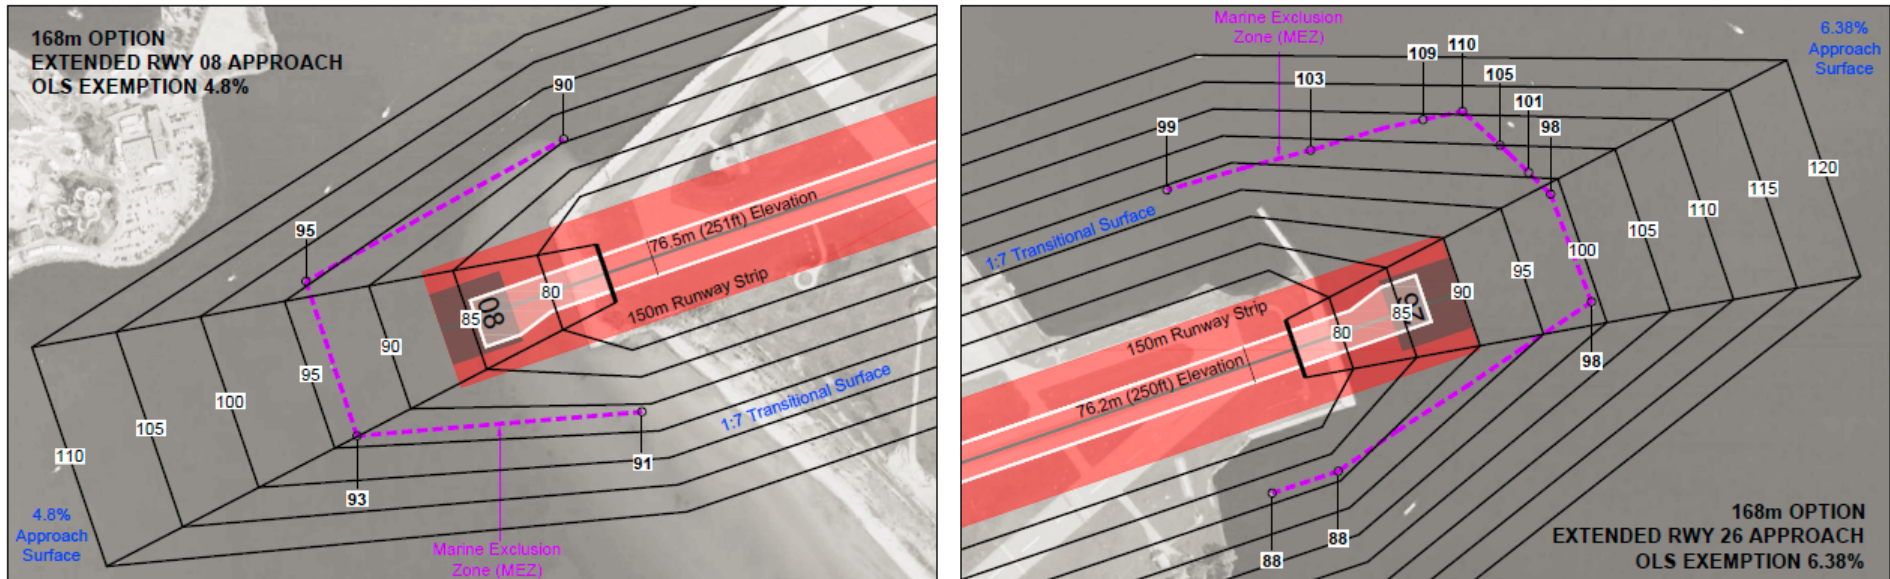 168m OPTION
EXTENDED RWY 08 APPROACH
OLS EXEMPTION 4.8%
90
95
76.5m (251ft) Elevation
150m Runway Strip
80
08
85
90
95
100
105
110
1:7 Transitional Surface
91
93
4.8%
Approach
Surface
Marine Exclusion
Zone (MEZ)
Marine Exclusion
Zone (MEZ)
109
110
103
105
101
98
99
6.38%
Approach
Surface
120
115
110
105
100
95
90
85
80
1:7 Transitional Surface
150m Runway Strip
76.2m (250ft) Elevation
98
88
88
168m OPTION
EXTENDED RWY 26 APPROACH
OLS EXEMPTION 6.38%